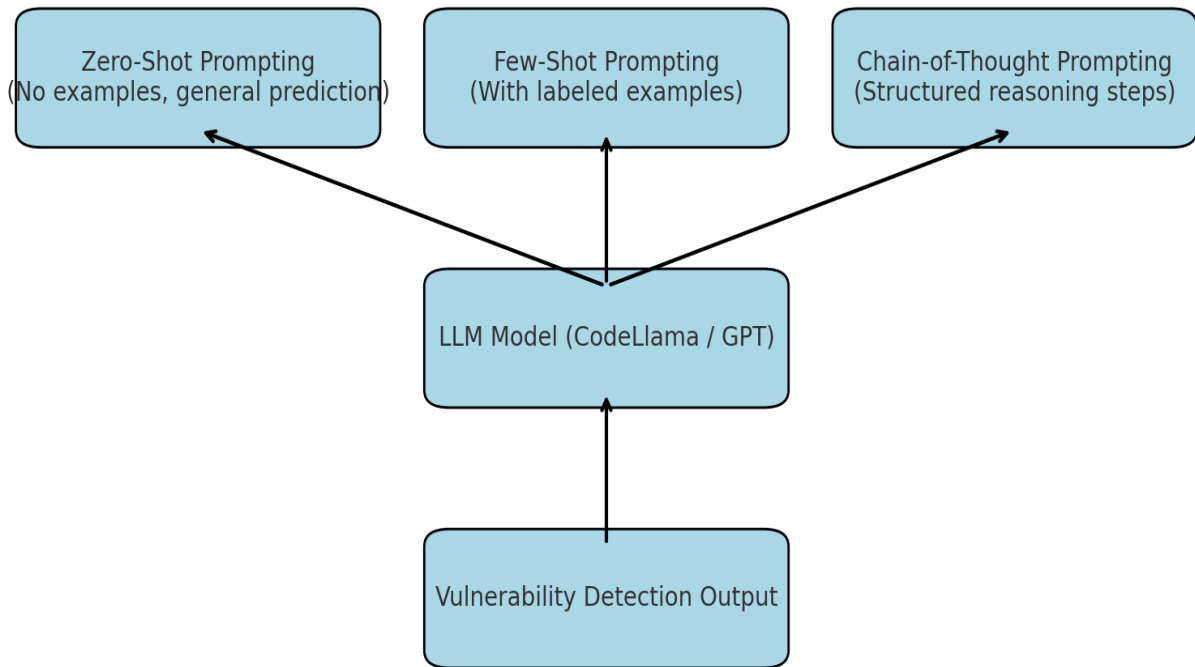 Zero-Shot Prompting
(No examples, general prediction)
Few-Shot Prompting
(With labeled examples)
Chain-of-Thought Prompting
(Structured reasoning steps)
LLM Model (CodeLlama / GPT)
Vulnerability Detection Output